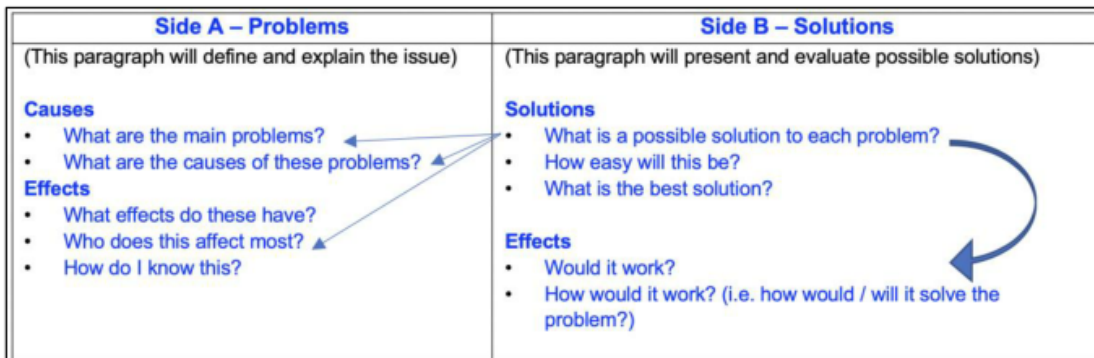 Side A – Problems
(This paragraph will define and explain the issue)
Causes
• What are the main problems?
• What are the causes of these problems?
Effects
• What effects do these have?
• Who does this affect most?
• How do I know this?
Side B – Solutions
(This paragraph will present and evaluate possible solutions)
Solutions
• What is a possible solution to each problem?
• How easy will this be?
• What is the best solution?
Effects
• Would it work?
• How would it work? (i.e. how would / will it solve the
problem?)